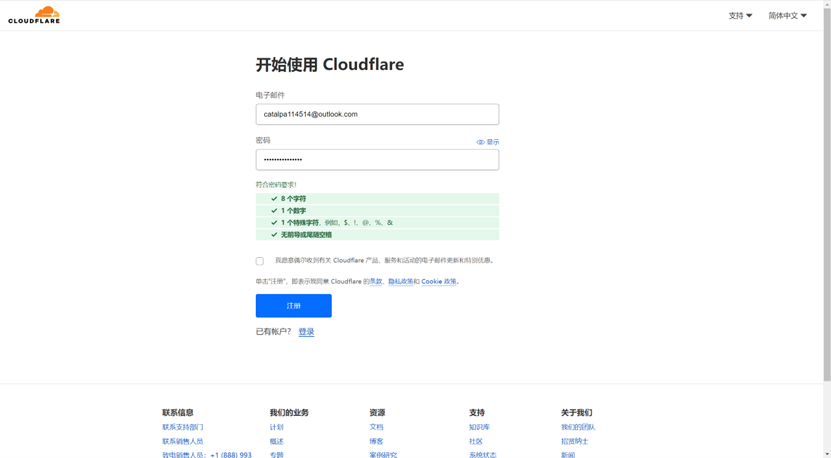 CLOUDFLARE
支持 简体中文
开始使用 Cloudflare
电子邮件
catalpa114514@outlook.com
密码 显示
•••••••••••••••
符合密码要求！
8 个字符
1 个数字
1 个特殊字符，例如，$、!、@、%、&
无前导或尾随空格
我愿意偶尔收到有关 Cloudflare 产品、服务和活动的电子邮件更新和特别优惠。
单击“注册”，即表示我同意 Cloudflare 的条款、隐私政策和 Cookie 政策。
注册
已有帐户？ 登录
联系信息 我们的业务 资源 支持 关于我们
联系支持部门 计划 文档 知识库 我们的团队
联系销售人员 概述 博客 社区 招贤纳士
致电销售人员：+1 (888) 993 专题 案例研究 系统状态 新闻